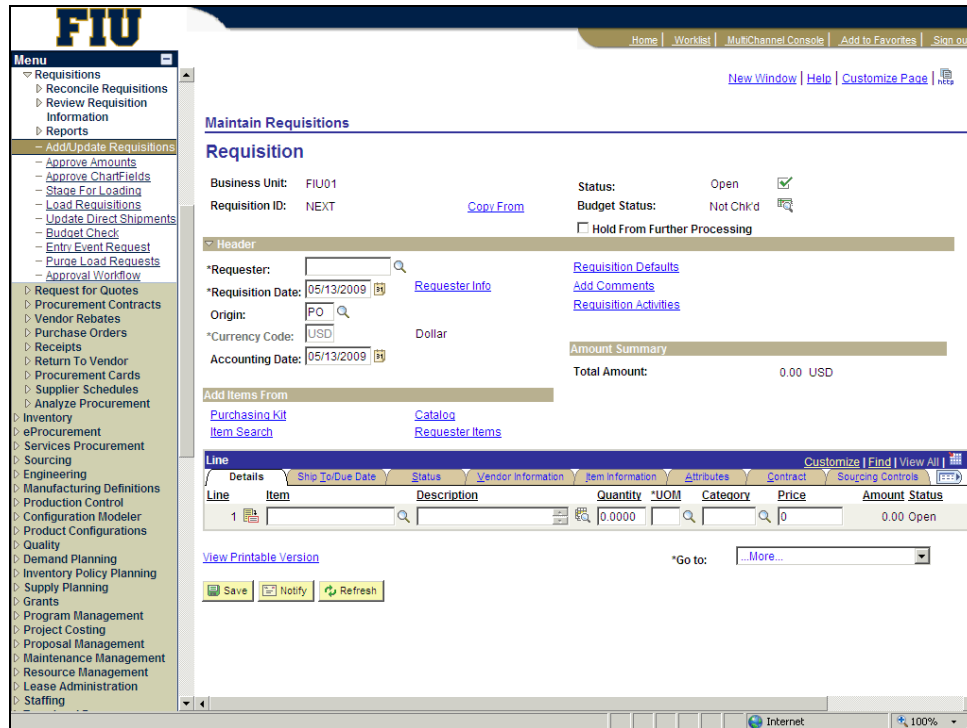 FIU
Home | Worklist | MultiChannel Console | Add to Favorites | Sign ou
Menu
Requisitions
Reconcile Requisitions
Review Requisition
Information
Reports
Add/Update Requisitions
Approve Amounts
Approve ChartFields
Stage For Loading
Load Requisitions
Update Direct Shipments
Budget Check
Entry Event Request
Purge Load Requests
Approval Workflow
Request for Quotes
Procurement Contracts
Vendor Rebates
Purchase Orders
Receipts
Return To Vendor
Procurement Cards
Supplier Schedules
Analyze Procurement
Inventory
eProcurement
Services Procurement
Sourcing
Engineering
Manufacturing Definitions
Production Control
Configuration Modeler
Product Configurations
Quality
Demand Planning
Inventory Policy Planning
Supply Planning
Grants
Program Management
Project Costing
Proposal Management
Maintenance Management
Resource Management
Lease Administration
Staffing
New Window | Help | Customize Page | http
Maintain Requisitions
Requisition
Business Unit: FIU01 Status: Open
Requisition ID: NEXT Copy From Budget Status: Not Chk'd
Hold From Further Processing
Header
*Requester: Requisition Defaults
*Requisition Date: 05/13/2009 Requester Info Add Comments
Origin: PO Requisition Activities
*Currency Code: USD Dollar
Accounting Date: 05/13/2009 Amount Summary
Total Amount: 0.00 USD
Add Items From
Purchasing Kit Catalog
Item Search Requester Items
Line Customize | Find | View All |
Details Ship To/Due Date Status Vendor Information Item Information Attributes Contract Sourcing Controls
Line Item Description Quantity *UOM Category Price Amount Status
1 0.0000 0 0.00 Open
View Printable Version *Go to: ...More...
Save Notify Refresh
Internet 100%